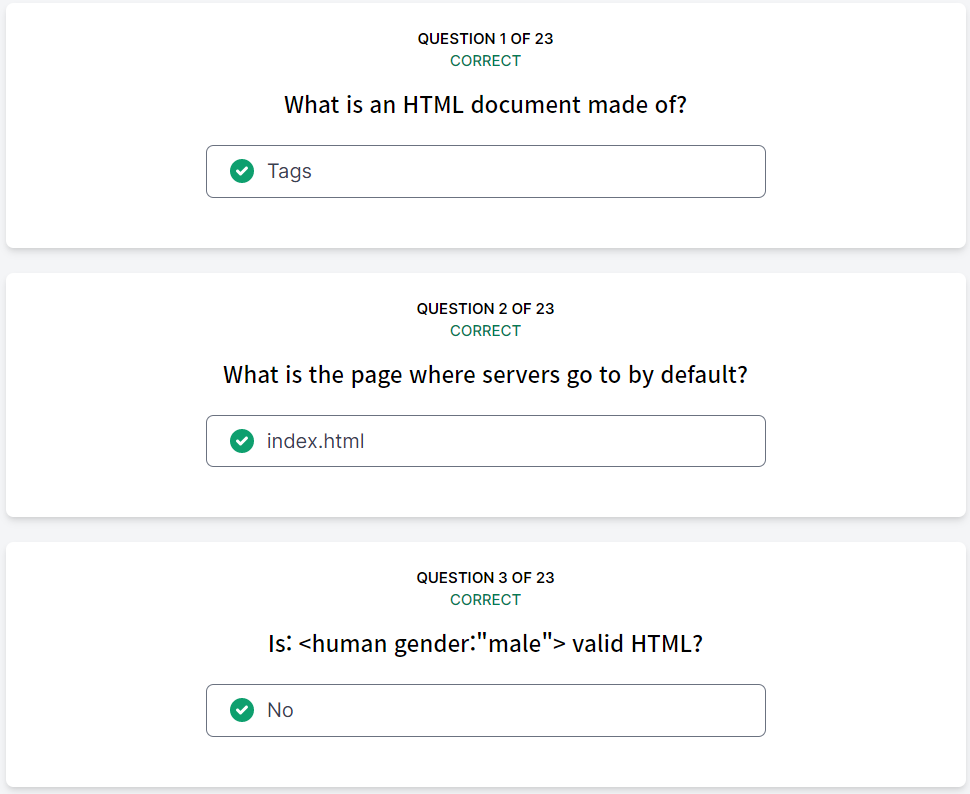 QUESTION 1 OF 23
CORRECT
What is an HTML document made of?
Tags
QUESTION 2 OF 23
CORRECT
What is the page where servers go to by default?
index.html
QUESTION 3 OF 23
CORRECT
Is: <human gender:"male"> valid HTML?
No